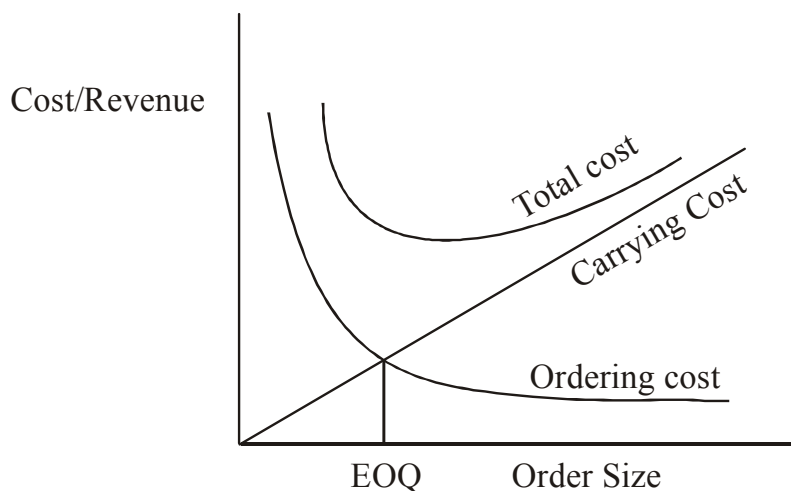 Cost/Revenue
Total cost
Carrying Cost
Ordering cost
EOQ
Order Size